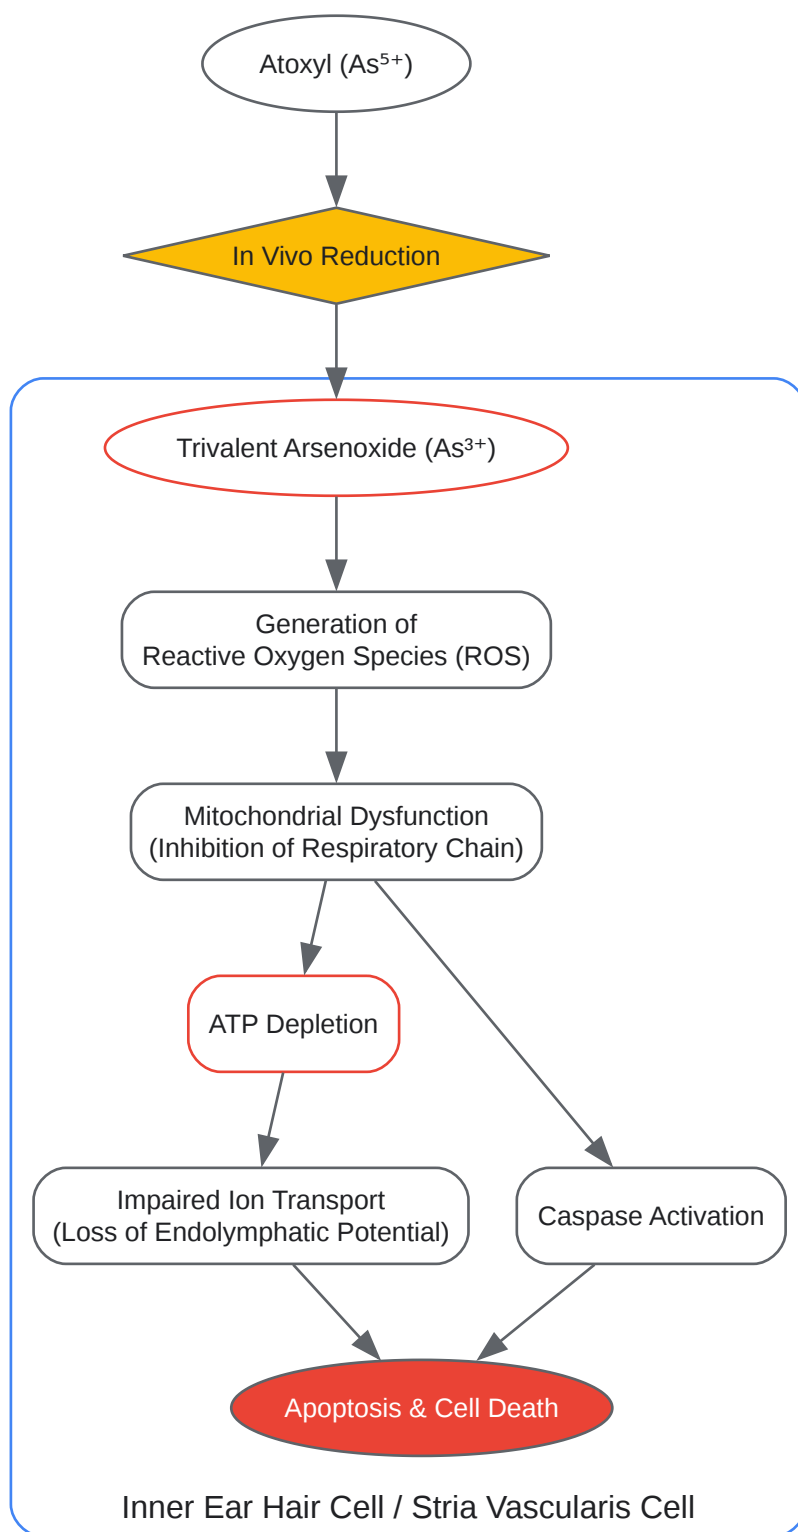 Atoxyl (As⁵⁺)
In Vivo Reduction
Trivalent Arsenoxide (As³⁺)
Generation of
Reactive Oxygen Species (ROS)
Mitochondrial Dysfunction
(Inhibition of Respiratory Chain)
ATP Depletion
Impaired Ion Transport
(Loss of Endolymphatic Potential)
Caspase Activation
Apoptosis & Cell Death
Inner Ear Hair Cell / Stria Vascularis Cell